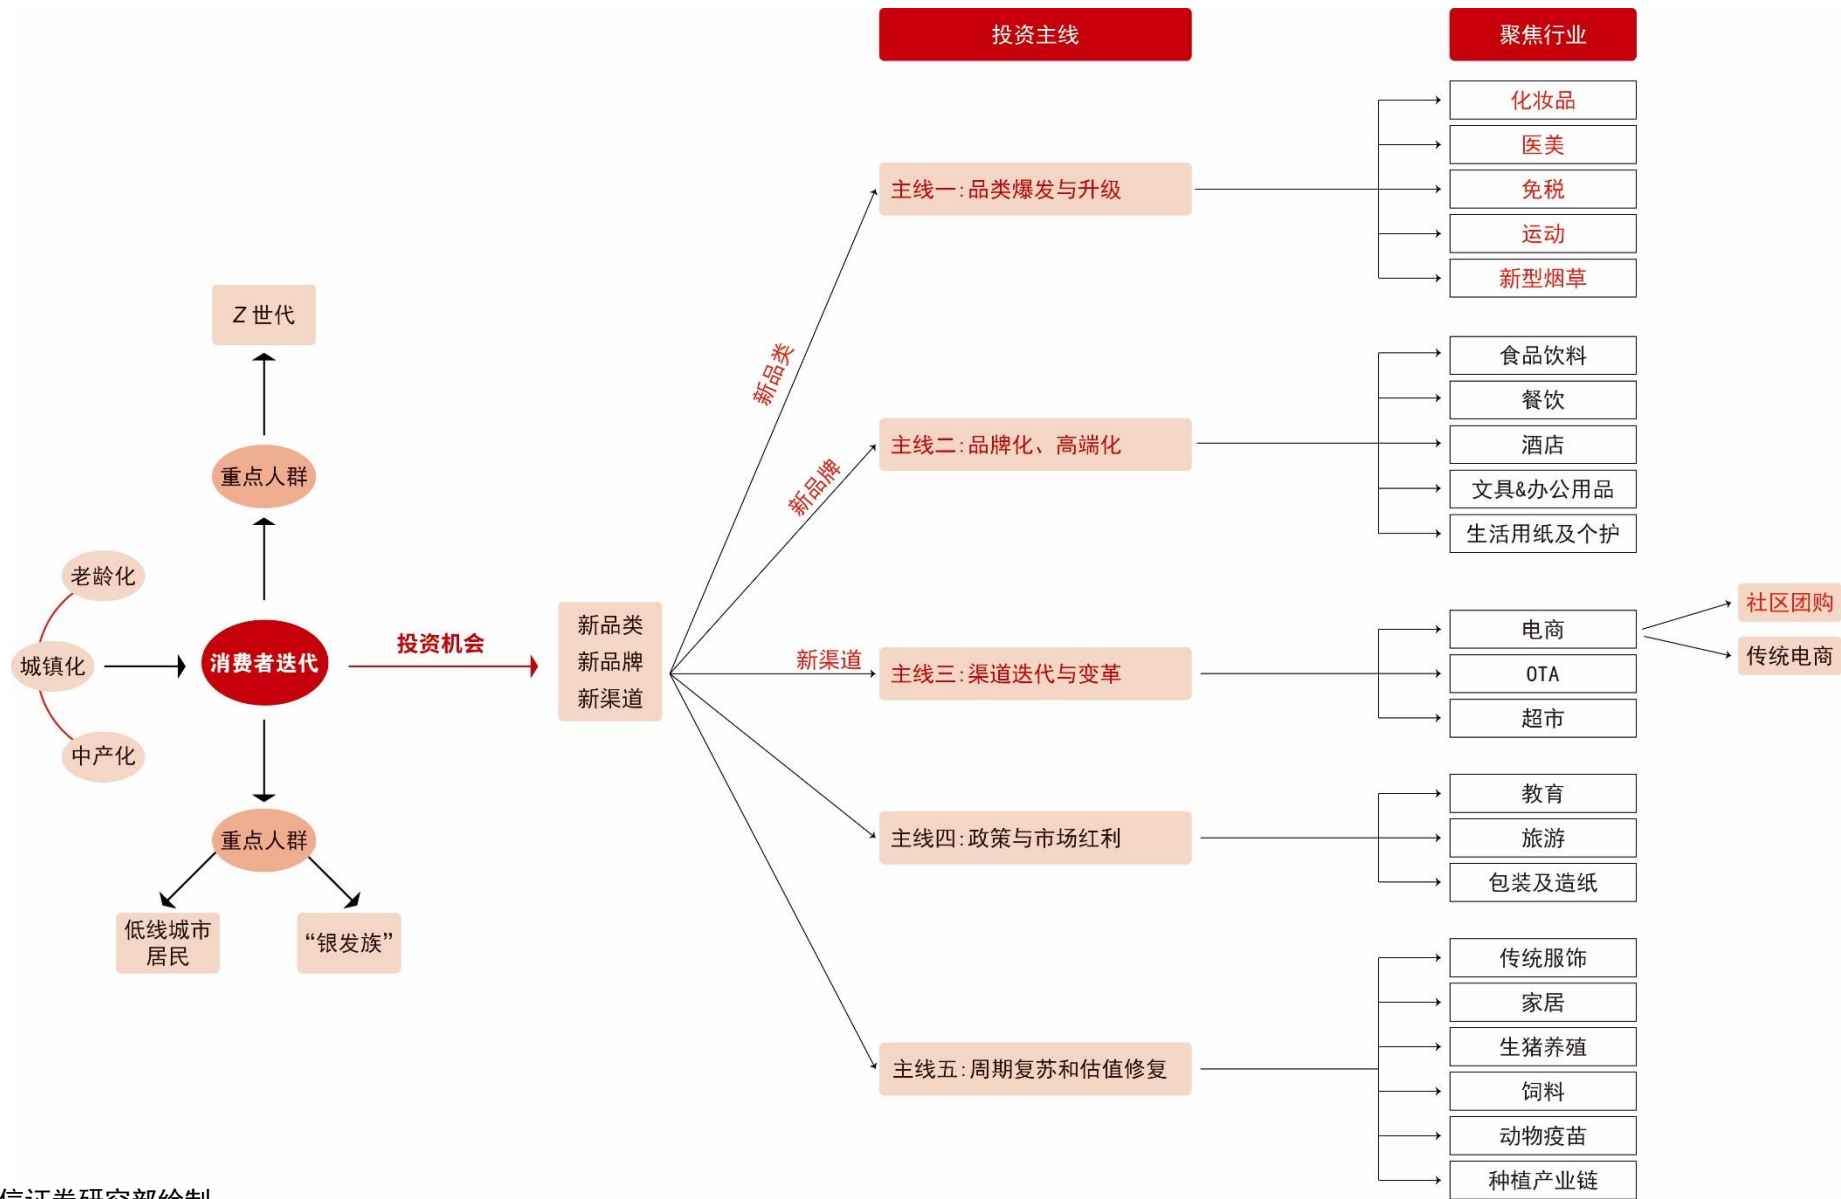 投资主线
聚焦行业
Z 世代
重点人群
老龄化
城镇化
中产化
消费者迭代
重点人群
低线城市
居民
“银发族”
投资机会
新品类
新品牌
新渠道
新品类
新品牌
新渠道
主线一:品类爆发与升级
化妆品
医美
免税
运动
新型烟草
主线二:品牌化、高端化
食品饮料
餐饮
酒店
文具&办公用品
生活用纸及个护
主线三:渠道迭代与变革
电商
OTA
超市
社区团购
传统电商
主线四:政策与市场红利
教育
旅游
包装及造纸
主线五:周期复苏和估值修复
传统服饰
家居
生猪养殖
饲料
动物疫苗
种植产业链
信证券研究部绘制